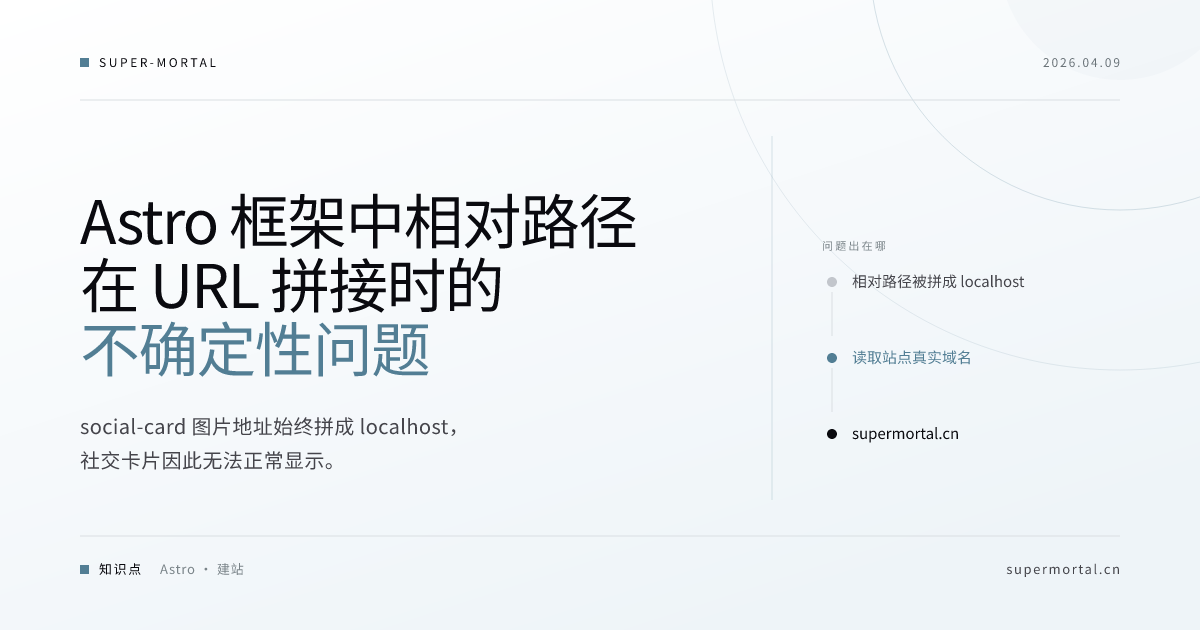 SUPER-MORTAL
2026.04.09
Astro 框架中相对路径
在 URL 拼接时的
不确定性问题
social-card 图片地址始终拼成 localhost，
社交卡片因此无法正常显示。
问题出在哪
相对路径被拼成 localhost
读取站点真实域名
supermortal.cn
知识点 Astro · 建站
supermortal.cn